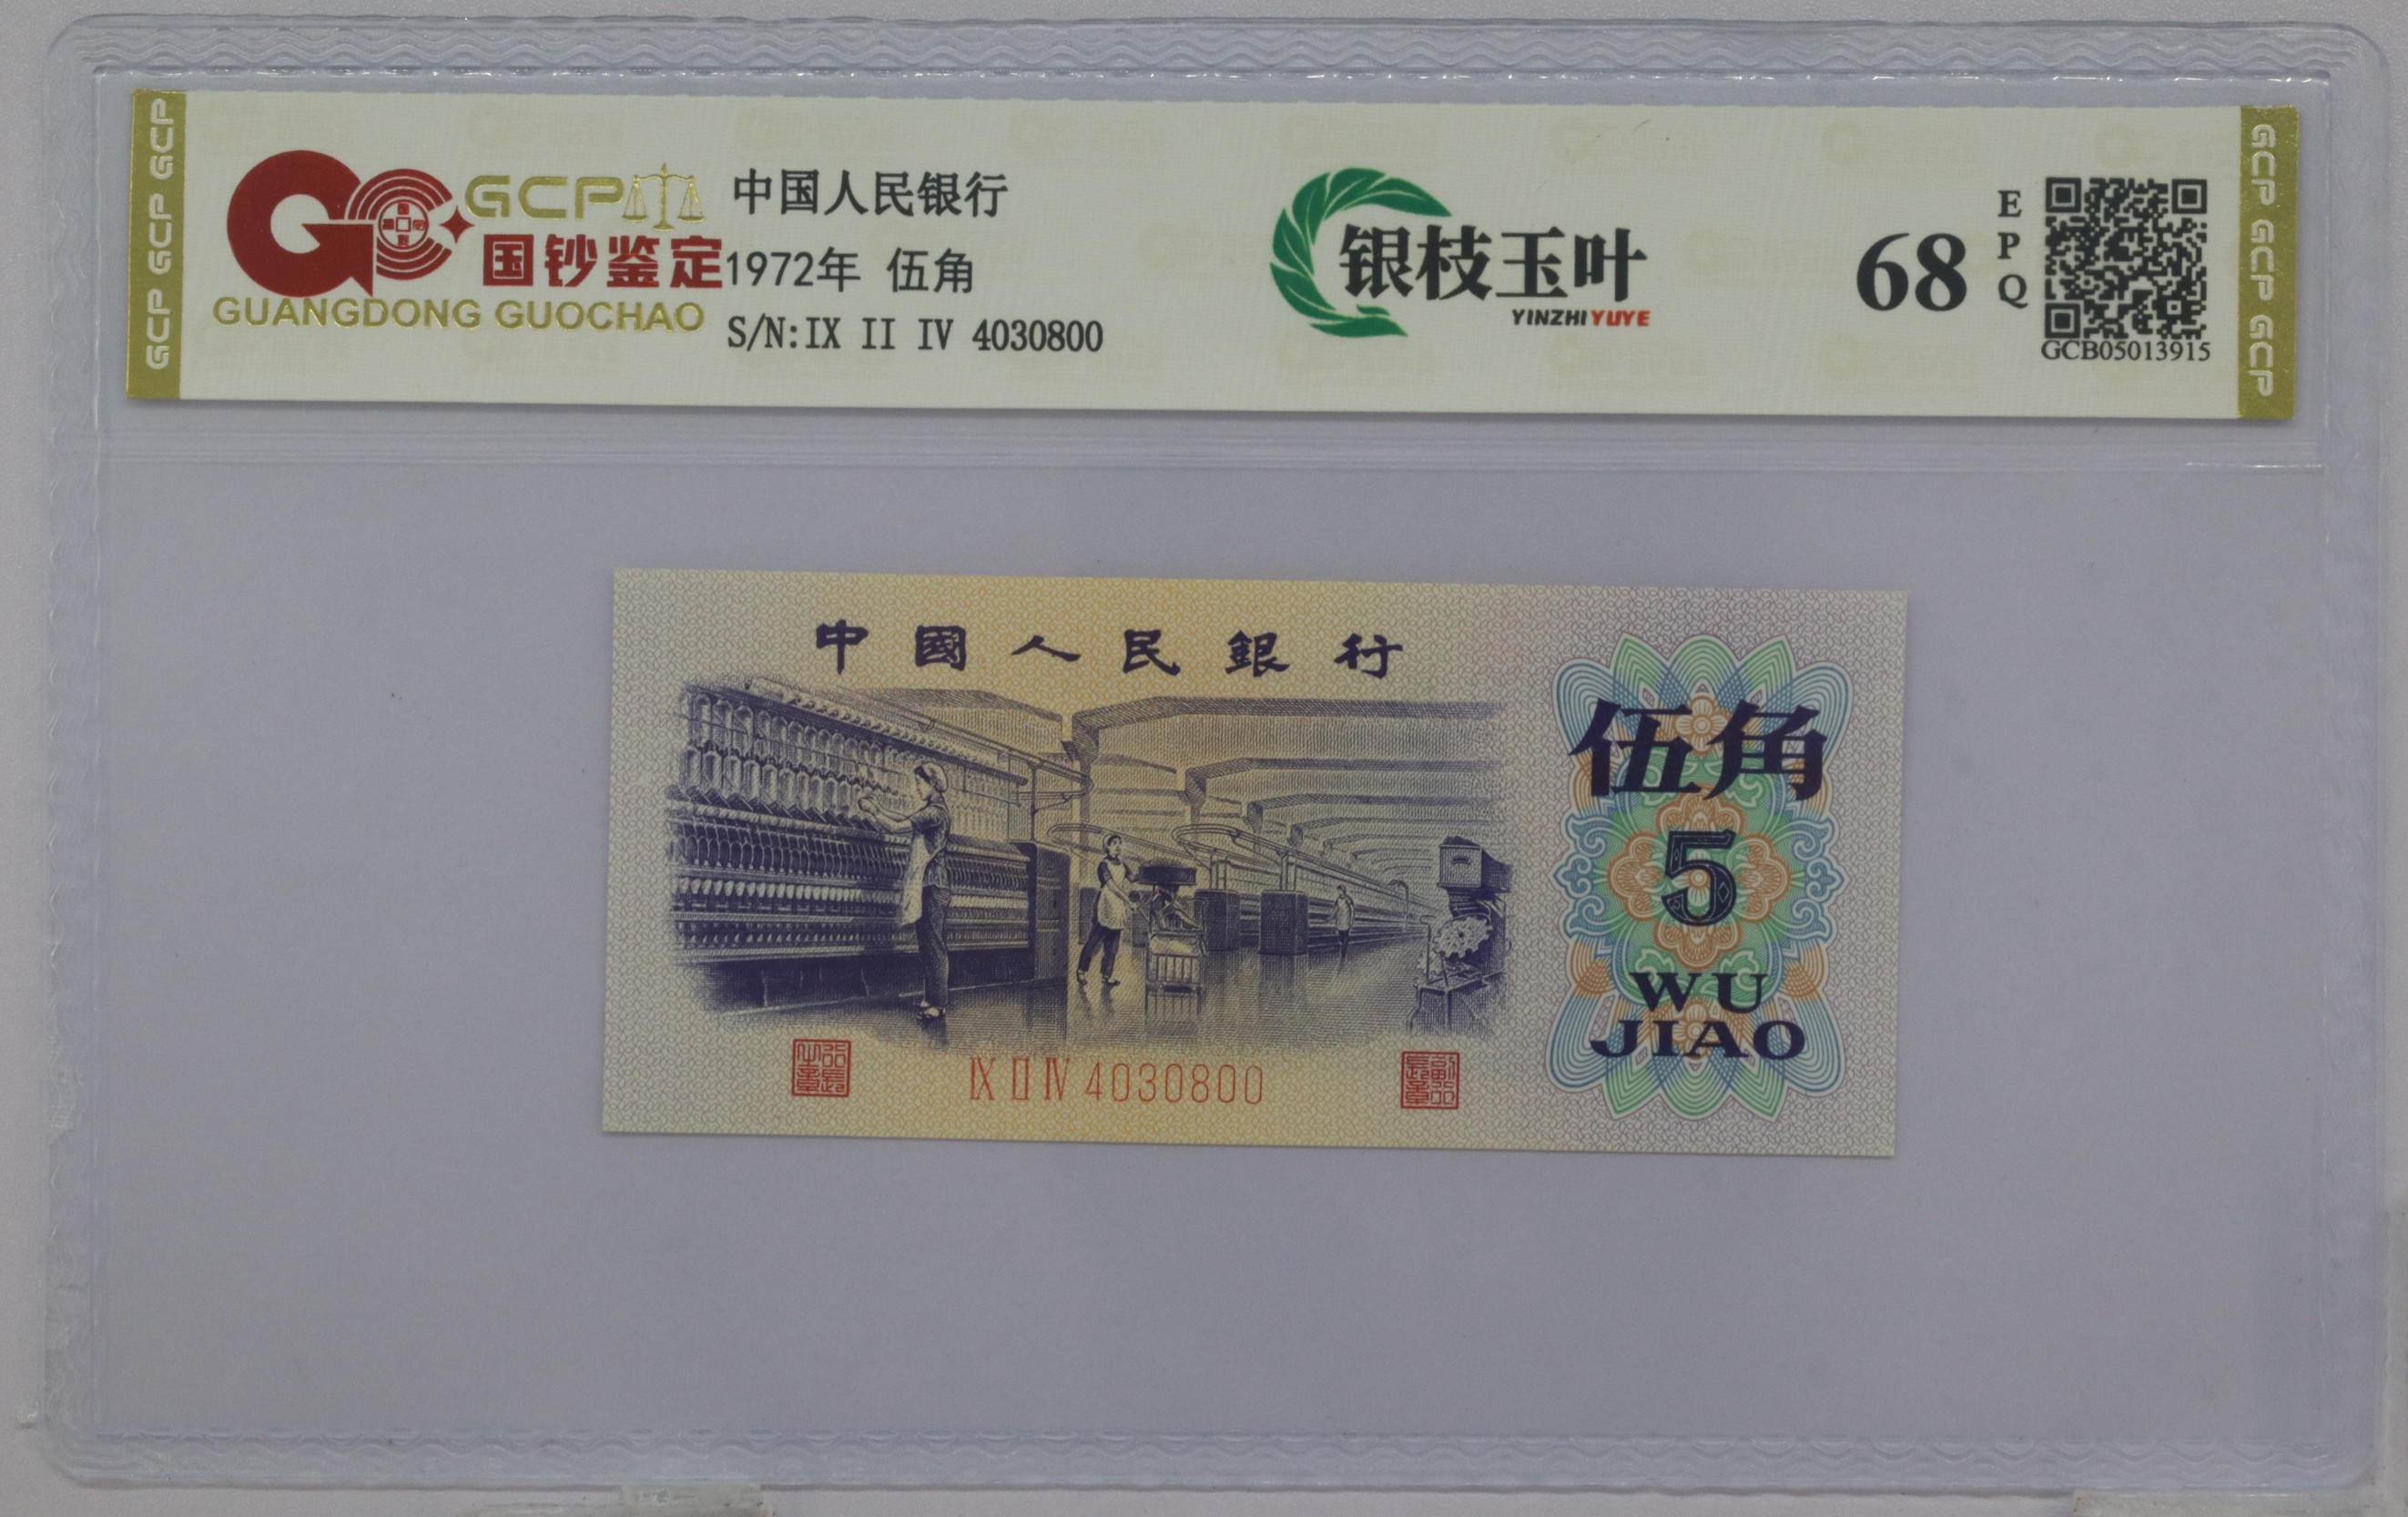 GCP GCP GCP
GCP
国钞鉴定
GUANGDONG GUOCHAO
中国人民银行
1972年 伍角
S/N:IX II IV 4030800
银枝玉叶
YINZHIYUYE
68
EPQ
GCB05013915
GCP GCP GCP
中國人民銀行
伍角
5
WU
JIAO
IX II IV 4030800